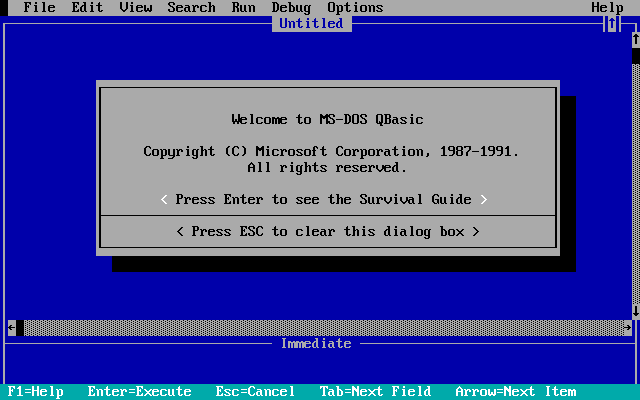 File Edit View Search Run Debug Options Help
Untitled
Welcome to MS-DOS QBasic
Copyright (C) Microsoft Corporation, 1987-1991.
All rights reserved.
< Press Enter to see the Survival Guide >
< Press ESC to clear this dialog box >
Immediate
F1=Help Enter=Execute Esc=Cancel Tab=Next Field Arrow=Next Item